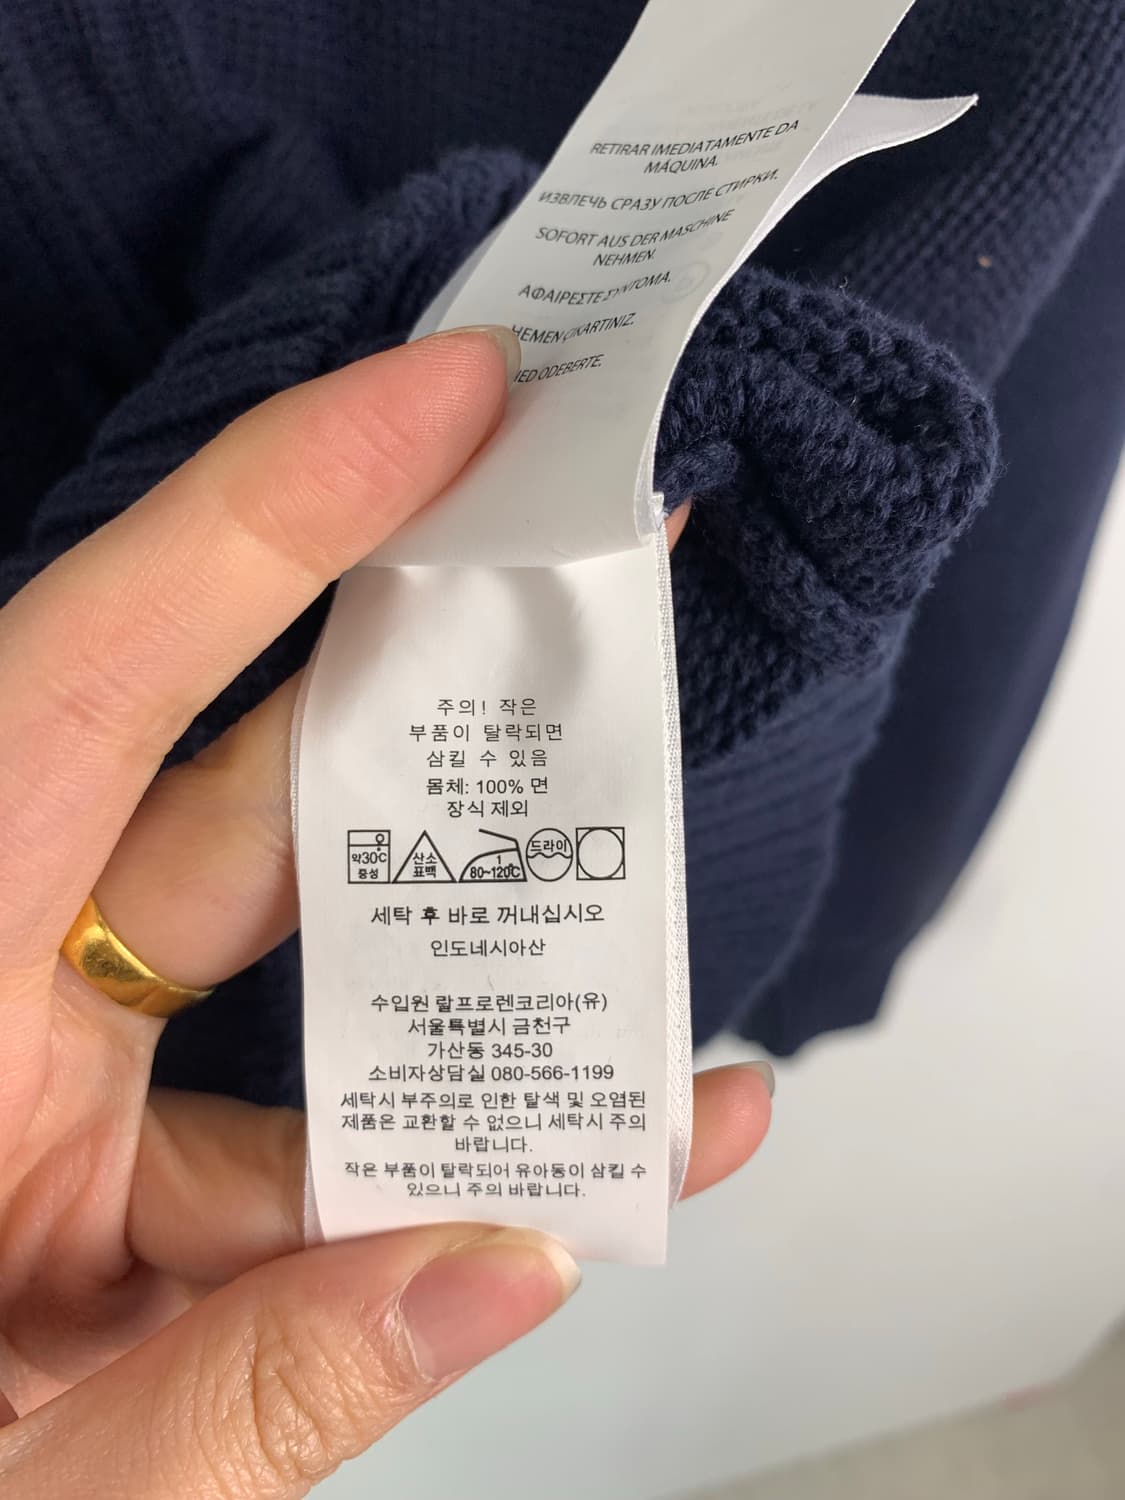 RETIRAR IMEDIATAMENTE DA
MÁQUINA.
ИЗВЛЕЧЬ СРАЗУ ПОСЛЕ СТИРКИ.
SOFORT AUS DER MASCHINE
NEHMEN.
ΑΦΑΙΡΕΣΤΕ ΣΥΝΤΟΜΑ.
HEMEN ÇIKARTINIZ.
ODEBERTE.
주의! 작은
부품이 탈락되면
삼킬 수 있음
몸체: 100% 면
장식 제외
약30℃
중성
산소
표백
1
80~120℃
드라이
세탁 후 바로 꺼내십시오
인도네시아산
수입원 랄프로렌코리아(유)
서울특별시 금천구
가산동 345-30
소비자상담실 080-566-1199
세탁시 부주의로 인한 탈색 및 오염된
제품은 교환할 수 없으니 세탁시 주의
바랍니다.
작은 부품이 탈락되어 유아동이 삼킬 수
있으니 주의 바랍니다.